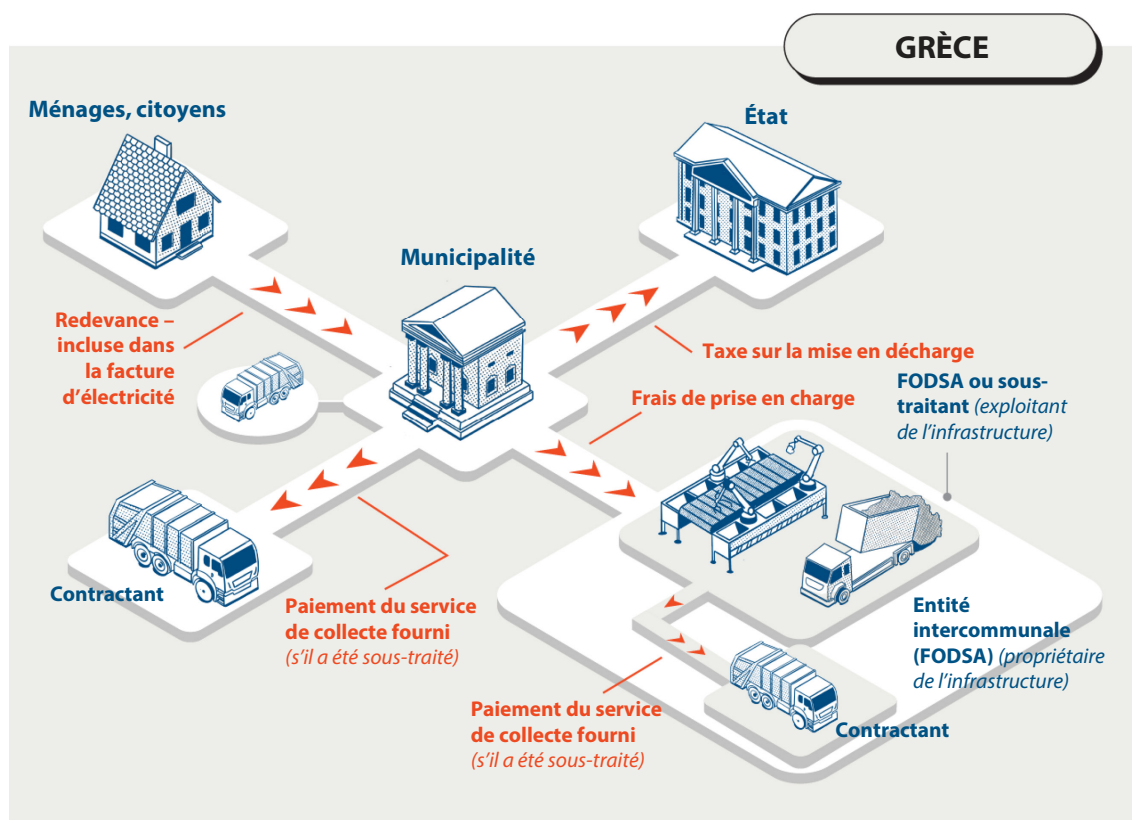 GRÈCE
Ménages, citoyens
État
Municipalité
Redevance –
incluse dans
la facture
d’électricité
Taxe sur la mise en décharge
Frais de prise en charge
FODSA ou sous-
traitant (exploitant
de l’infrastructure)
Contractant
Paiement du service
de collecte fourni
(s’il a été sous-traité)
Entité
intercommunale
(FODSA) (propriétaire
de l’infrastructure)
Paiement du service
de collecte fourni
(s’il a été sous-traité)
Contractant